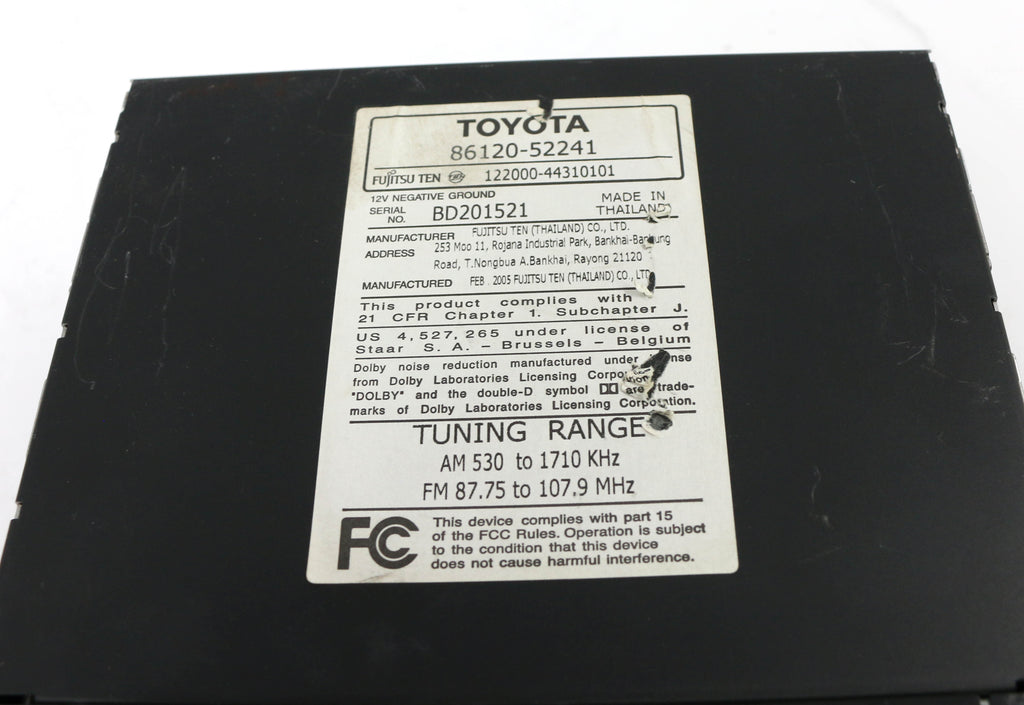 TOYOTA
86120-52241
FUJITSU TEN 122000-44310101
12V NEGATIVE GROUND
SERIAL NO. BD201521
MADE IN THAILAND
MANUFACTURER FUJITSU TEN (THAILAND) CO., LTD.
ADDRESS 253 Moo 11, Rojana Industrial Park, Bankhai-Bankung
Road, T.Nongbua A.Bankhai, Rayong 21120
MANUFACTURED FEB. 2005 FUJITSU TEN (THAILAND) CO., LTD
This product complies with
21 CFR Chapter 1. Subchapter J.
US 4,527,265 under license of
Staar S. A. – Brussels – Belgium
Dolby noise reduction manufactured under
from Dolby Laboratories Licensing Corporation
"DOLBY" and the double-D symbol are trade-
marks of Dolby Laboratories Licensing Corporation.
TUNING RANGE
AM 530 to 1710 KHz
FM 87.75 to 107.9 MHz
FC This device complies with part 15
of the FCC Rules. Operation is subject
to the condition that this device
does not cause harmful interference.